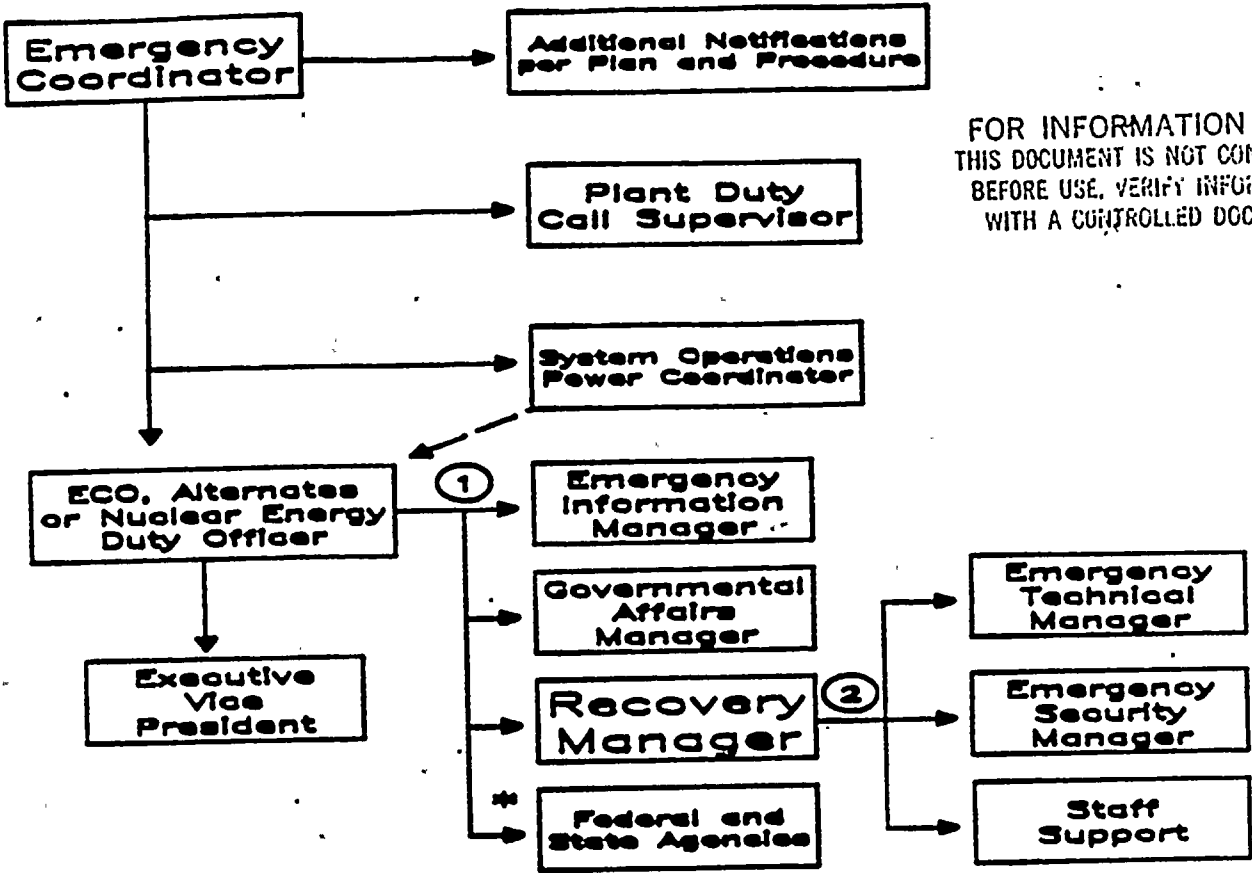 Emergency
Coordinator
Additional Notifications
per Plan and Procedure
FOR INFORMATION
THIS DOCUMENT IS NOT
BEFORE USE, VERIFY
WITH A CONTROLLED
Plant Duty
Call Supervisor
System Operations
Power Coordinator
ECO, Alternates
or Nuclear Energy
Duty Officer
1
Emergency
Information
Manager
Governmental
Affairs
Manager
Executive
Vice
President
Recovery
Manager
2
Emergency
Technical
Manager
Emergency
Security
Manager
*
Federal and
State Agencies
Staff
Support